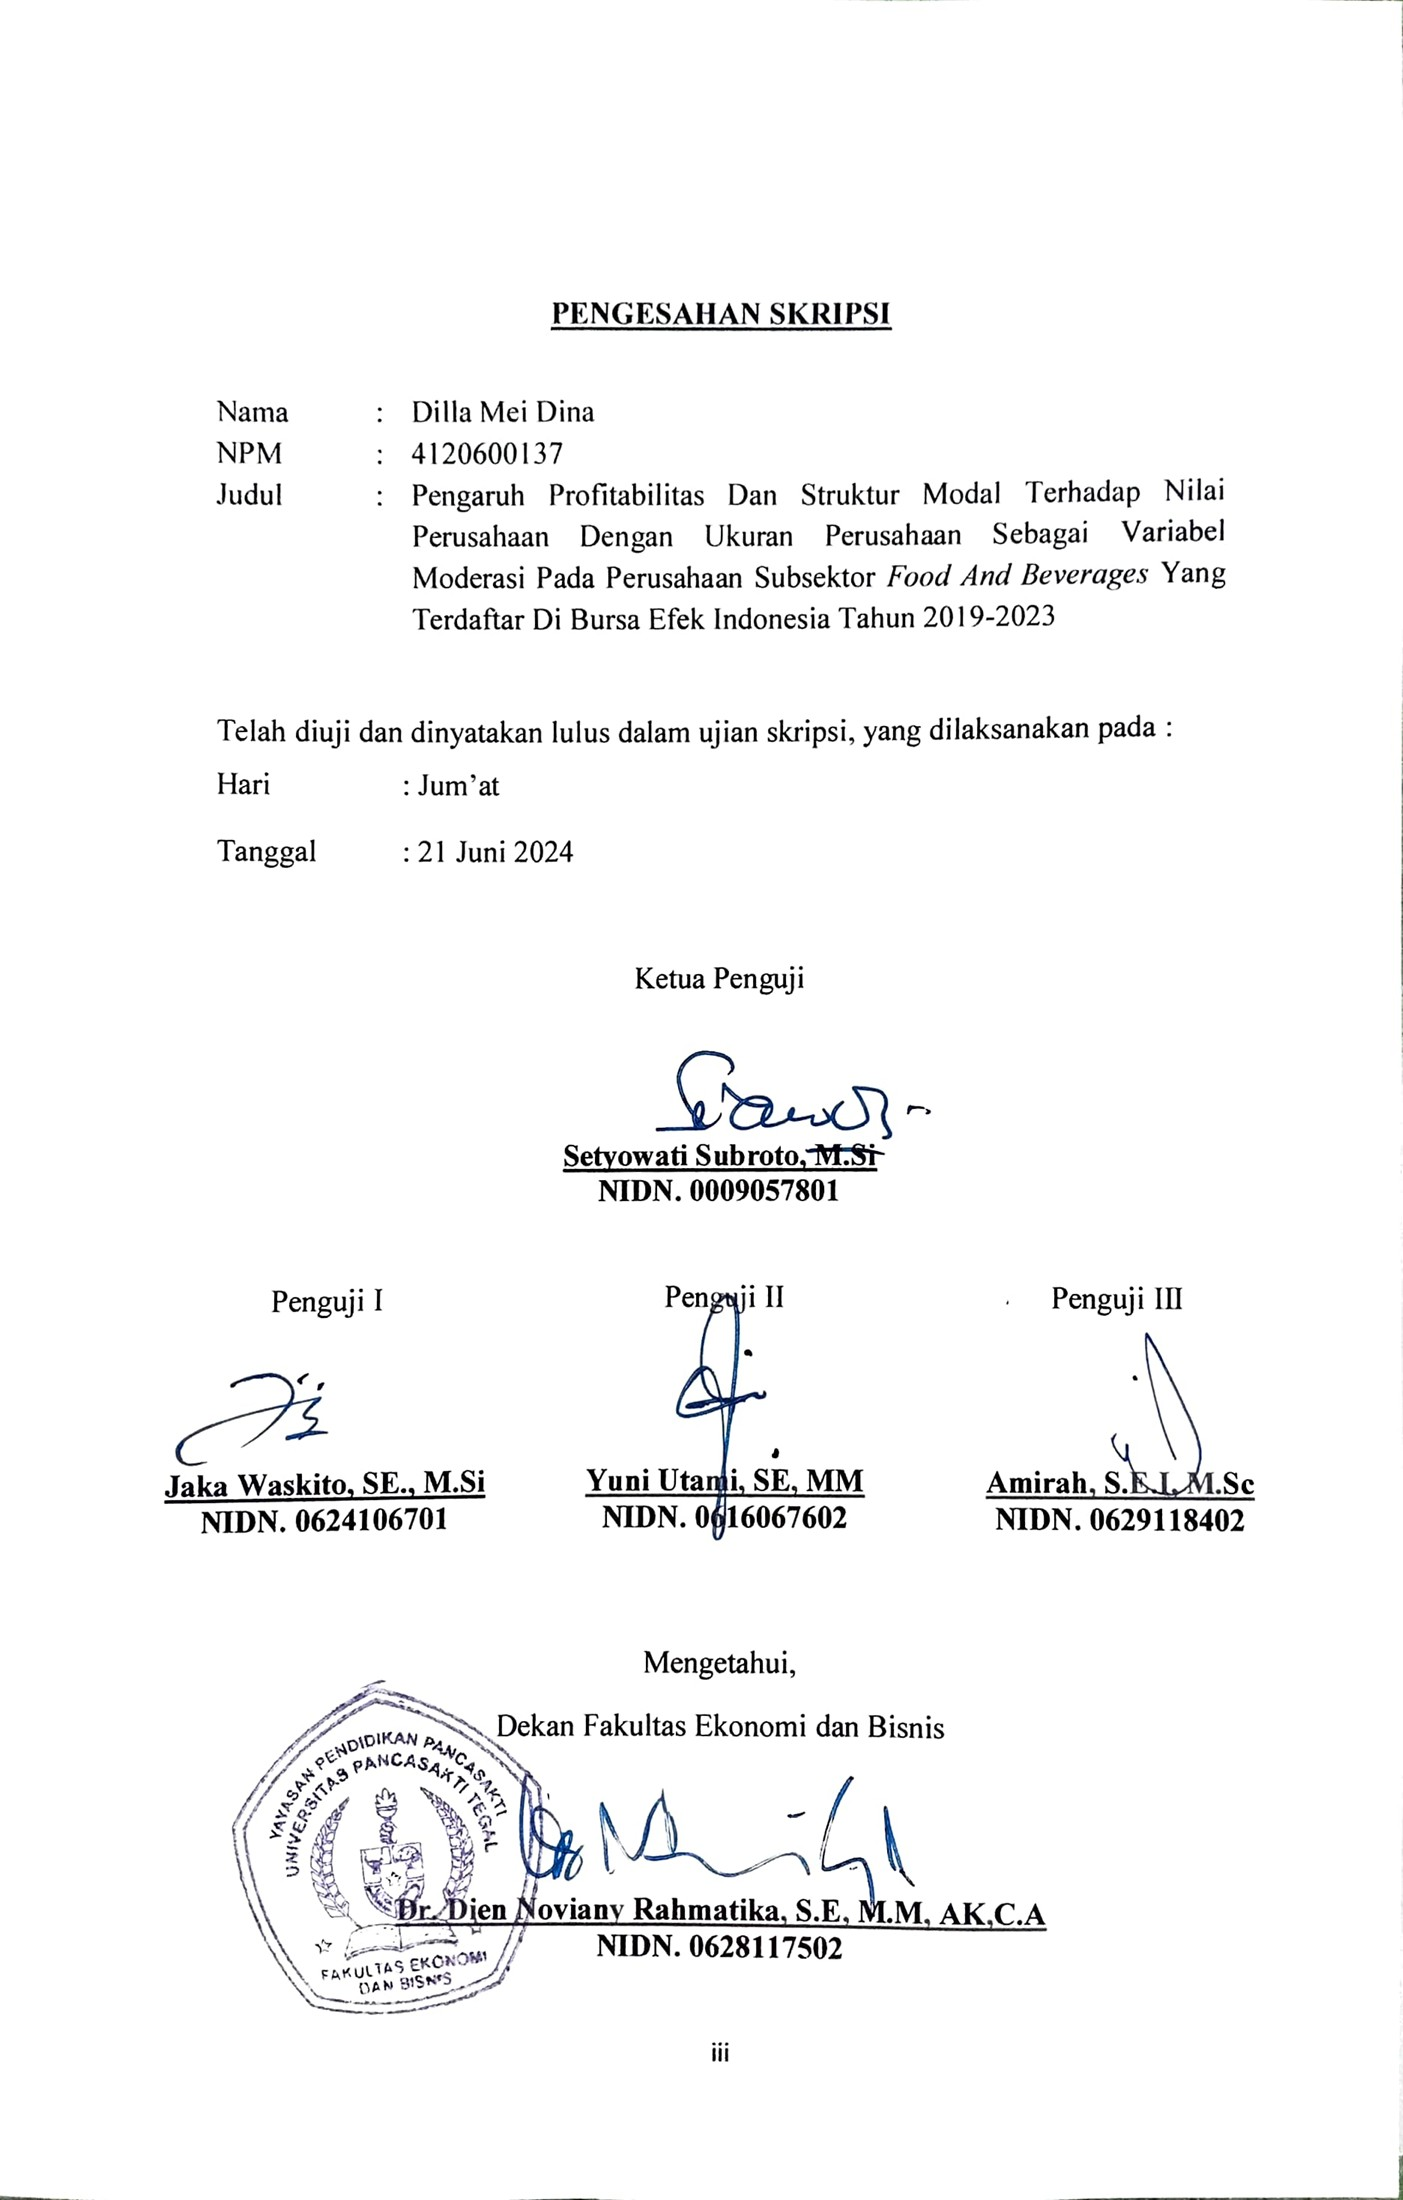 PENGESAHAN SKRIPSI
Nama : Dilla Mei Dina
NPM : 4120600137
Judul : Pengaruh Profitabilitas Dan Struktur Modal Terhadap Nilai
Perusahaan Dengan Ukuran Perusahaan Sebagai Variabel
Moderasi Pada Perusahaan Subsektor Food And Beverages Yang
Terdaftar Di Bursa Efek Indonesia Tahun 2019-2023
Telah diuji dan dinyatakan lulus dalam ujian skripsi, yang dilaksanakan pada :
Hari : Jum'at
Tanggal : 21 Juni 2024
Ketua Penguji
Setyowati Subroto, M.Si
NIDN. 0009057801
Penguji I
Jaka Waskito, SE., M.Si
NIDN. 0624106701
Penguji II
Yuni Utami, SE, MM
NIDN. 0616067602
Penguji III
Amirah, S.E.I, M.Sc
NIDN. 0629118402
Mengetahui,
Dekan Fakultas Ekonomi dan Bisnis
YAYASAN PENDIDIKAN PANCASAKTI
UNIVERSITAS PANCASAKTI TEGAL
FAKULTAS EKONOMI
DAN BISNIS
Dr. Dien Noviany Rahmatika, S.E, M.M, AK,C.A
NIDN. 0628117502
iii